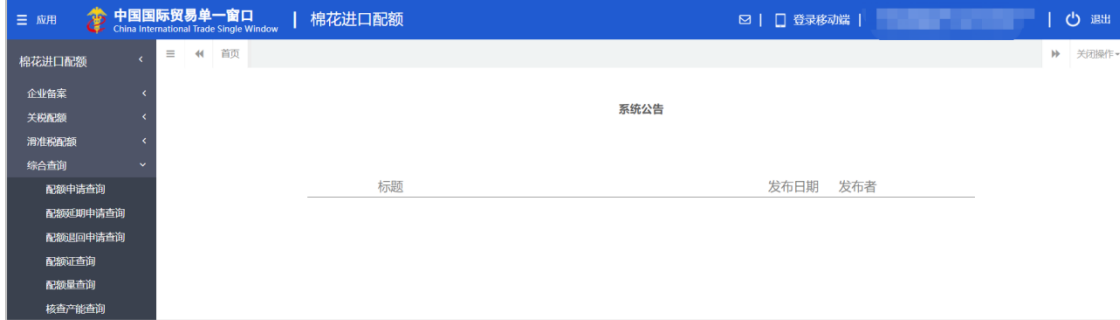 应用
中国国际贸易单一窗口
China International Trade Single Window
棉花进口配额
登录移动端
退出
棉花进口配额
首页
关闭操作
企业备案
关税配额
滑准税配额
综合查询
配额申请查询
配额延期申请查询
配额退回申请查询
配额证查询
配额量查询
核查产能查询
系统公告
标题 发布日期 发布者